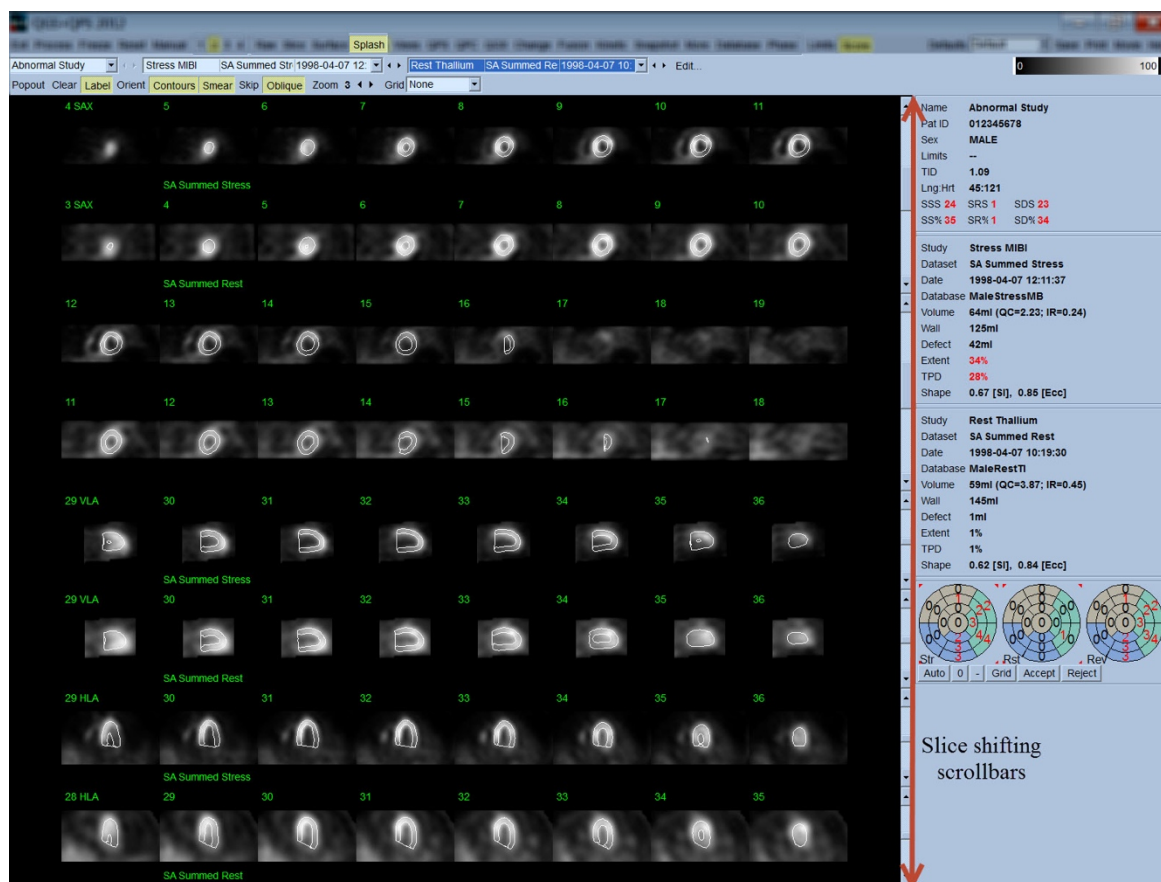 QGS+QPS 2012
Splash
Abnormal Study Stress MIBI SA Summed Str 1998-04-07 12: Rest Thallium SA Summed Re 1998-04-07 10: Edit...
0 100
Popout Clear Label Orient Contours Smear Skip Oblique Zoom 3 Grid None
4 SAX 5 6 7 8 9 10 11
SA Summed Stress
3 SAX 4 5 6 7 8 9 10
SA Summed Rest
12 13 14 15 16 17 18 19
11 12 13 14 15 16 17 18
29 VLA 30 31 32 33 34 35 36
SA Summed Stress
29 VLA 30 31 32 33 34 35 36
SA Summed Rest
29 HLA 30 31 32 33 34 35 36
SA Summed Stress
28 HLA 29 30 31 32 33 34 35
SA Summed Rest
Name Abnormal Study
Pat ID 012345678
Sex MALE
Limits --
TID 1.09
Lng:Hrt 45:121
SSS 24 SRS 1 SDS 23
SS% 35 SR% 1 SD% 34
Study Stress MIBI
Dataset SA Summed Stress
Date 1998-04-07 12:11:37
Database MaleStressMB
Volume 64ml (QC=2.23; IR=0.24)
Wall 125ml
Defect 42ml
Extent 34%
TPD 28%
Shape 0.67 [SI], 0.85 [Ecc]
Study Rest Thallium
Dataset SA Summed Rest
Date 1998-04-07 10:19:30
Database MaleRestTl
Volume 59ml (QC=3.87; IR=0.45)
Wall 145ml
Defect 1ml
Extent 1%
TPD 1%
Shape 0.62 [SI], 0.84 [Ecc]
Str Rst Rev
Auto 0 - Grid Accept Reject
Slice shifting
scrollbars